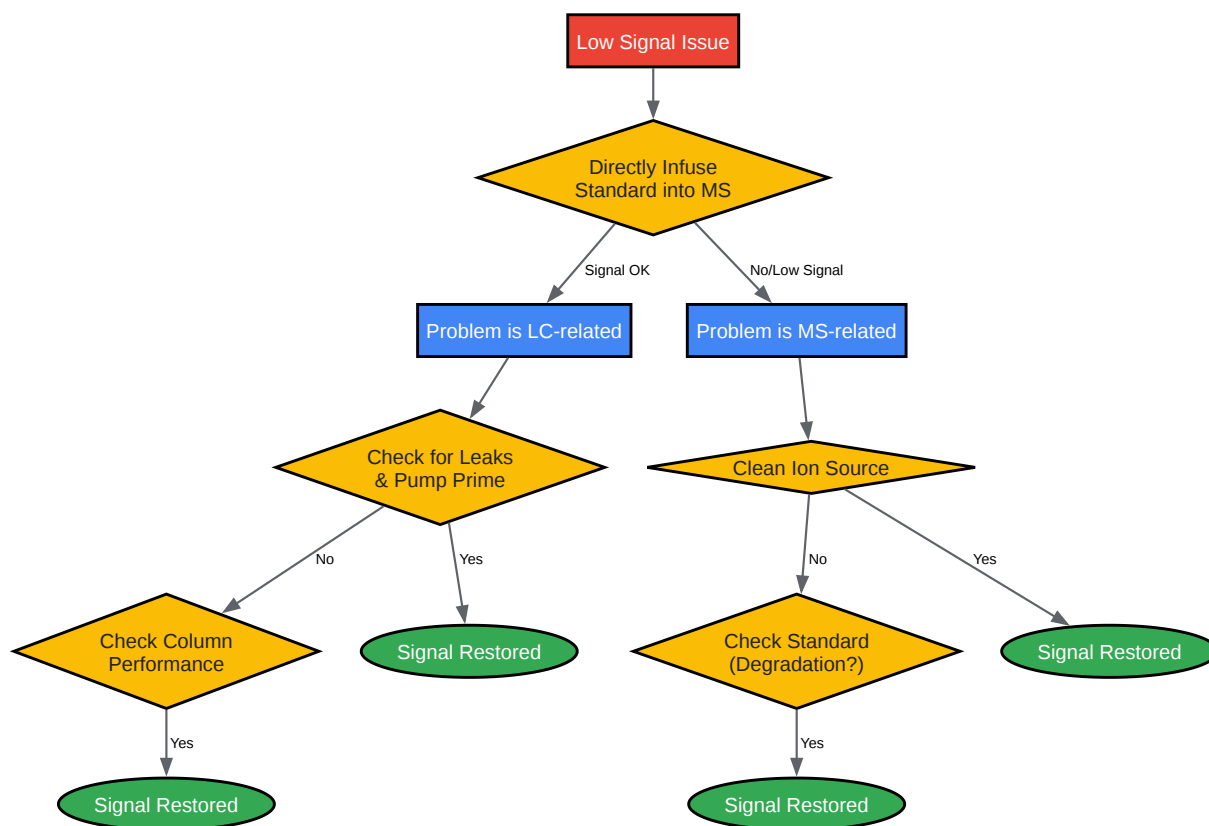 Low Signal Issue
Directly Infuse
Standard into MS
Signal OK
No/Low Signal
Problem is LC-related
Problem is MS-related
Check for Leaks
& Pump Prime
Clean Ion Source
No
Yes
No
Yes
Check Column
Performance
Signal Restored
Check Standard
(Degradation?)
Signal Restored
Yes
Yes
Signal Restored
Signal Restored